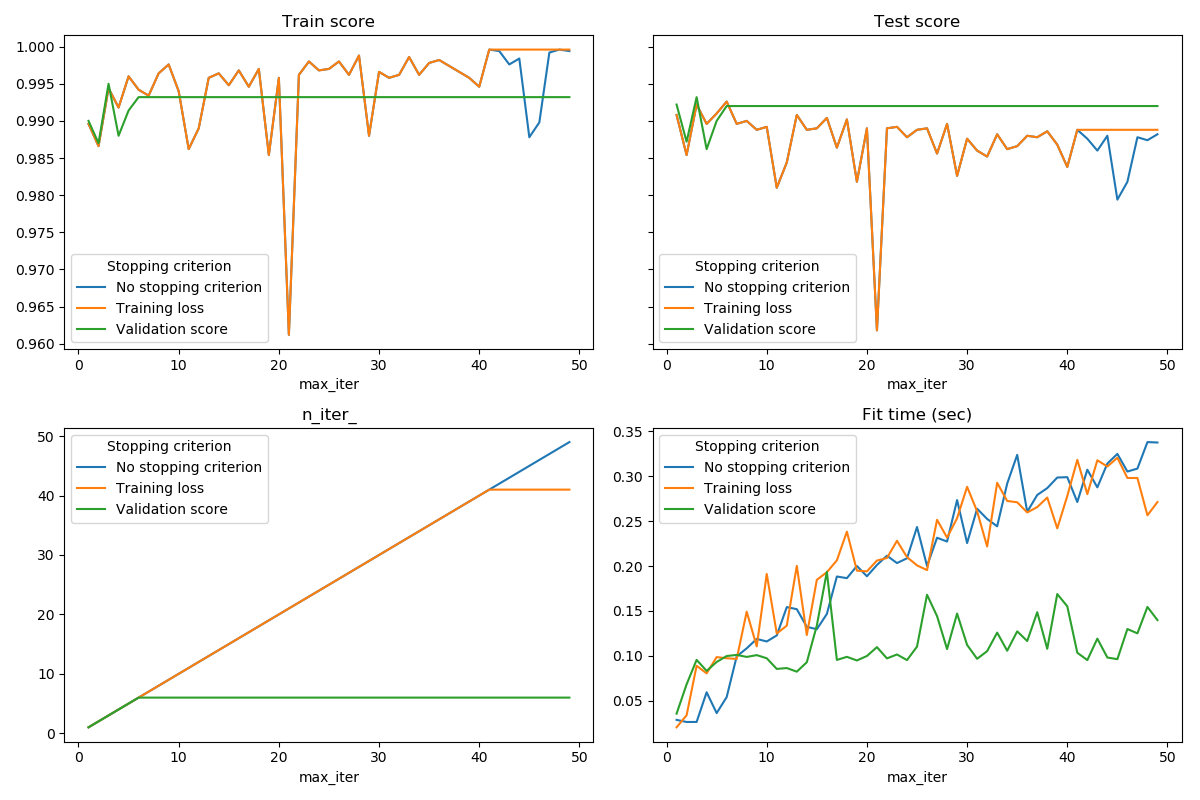 Train score
1.000
0.995
0.990
0.985
0.980
0.975
0.970
0.965
0.960
Stopping criterion
No stopping criterion
Training loss
Validation score
0 10 20 30 40 50
max_iter
Test score
Stopping criterion
No stopping criterion
Training loss
Validation score
0 10 20 30 40 50
max_iter
n_iter_
50
40
30
20
10
0
Stopping criterion
No stopping criterion
Training loss
Validation score
0 10 20 30 40 50
max_iter
Fit time (sec)
0.35
0.30
0.25
0.20
0.15
0.10
0.05
Stopping criterion
No stopping criterion
Training loss
Validation score
0 10 20 30 40 50
max_iter